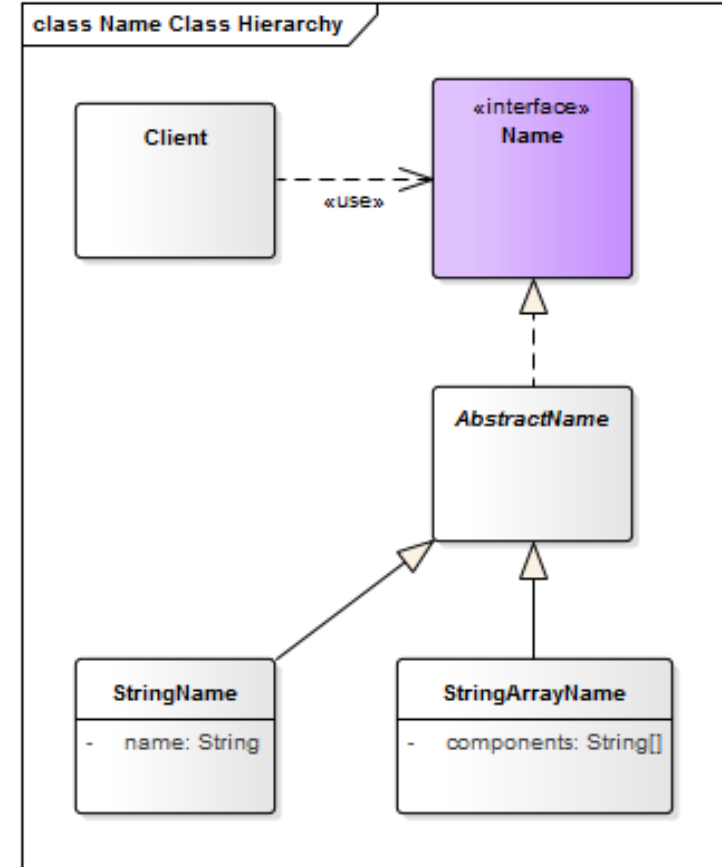 class Name Class Hierarchy
Client
«interface»
Name
«use»
AbstractName
StringName
- name: String
StringArrayName
- components: String[]